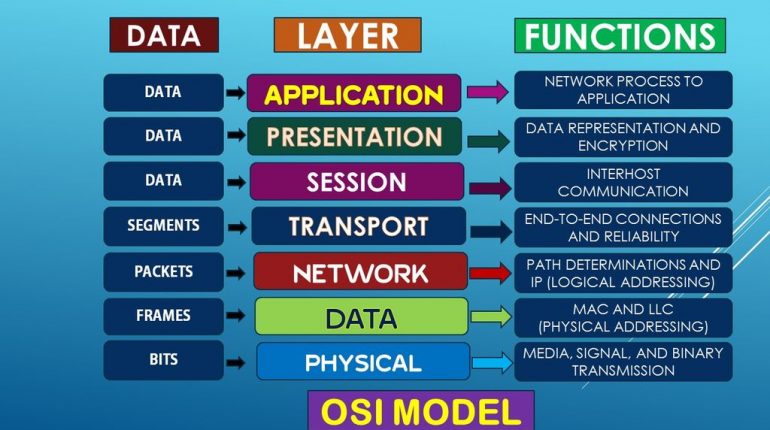 DATA LAYER FUNCTIONS
DATA APPLICATION NETWORK PROCESS TO
APPLICATION
DATA PRESENTATION DATA REPRESENTATION AND
ENCRYPTION
DATA SESSION INTERHOST
COMMUNICATION
SEGMENTS TRANSPORT END-TO-END CONNECTIONS
AND RELIABILITY
PACKETS NETWORK PATH DETERMINATIONS AND
IP (LOGICAL ADDRESSING)
FRAMES DATA MAC AND LLC
(PHYSICAL ADDRESSING)
BITS PHYSICAL MEDIA, SIGNAL, AND BINARY
TRANSMISSION
OSI MODEL